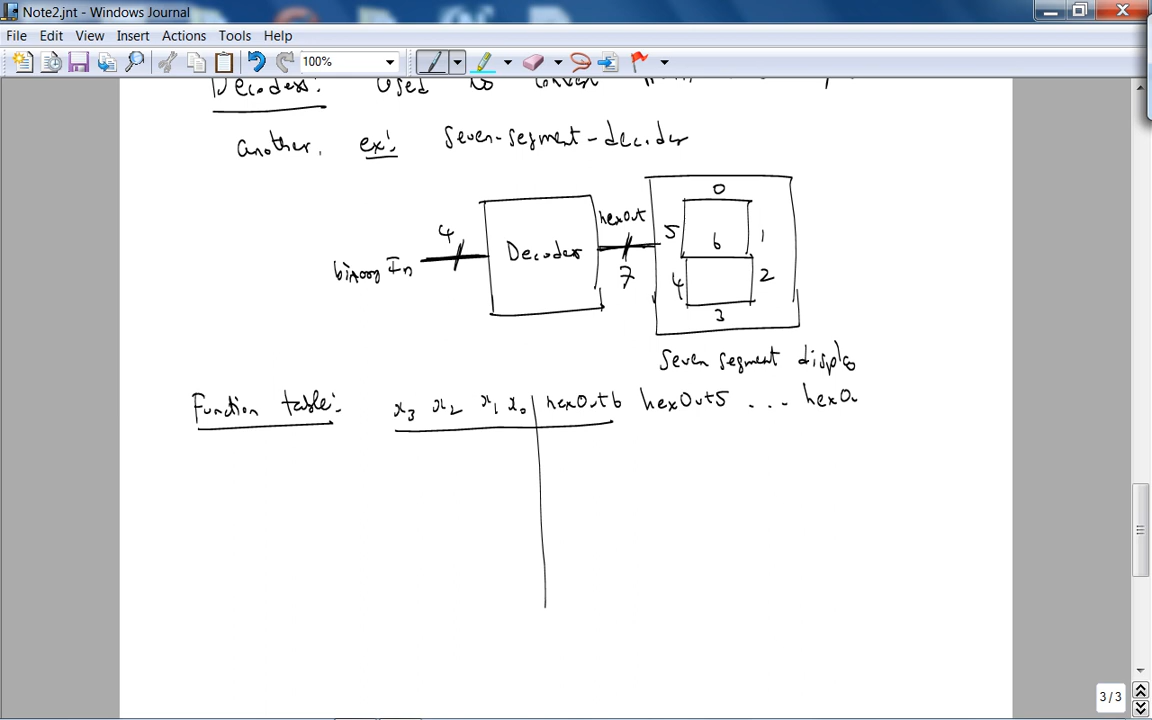 Note2.jnt - Windows Journal
File Edit View Insert Actions Tools Help
100%
Decoders: Used to
another. ex: Seven-segment-decoder
binary In 4 Decoder hexOut 7
0
5 6 1
4 2
3
Seven segment displa
Function table: x3 x2 x1 x0 hexOut6 hexOut5 ... hexO
3/3